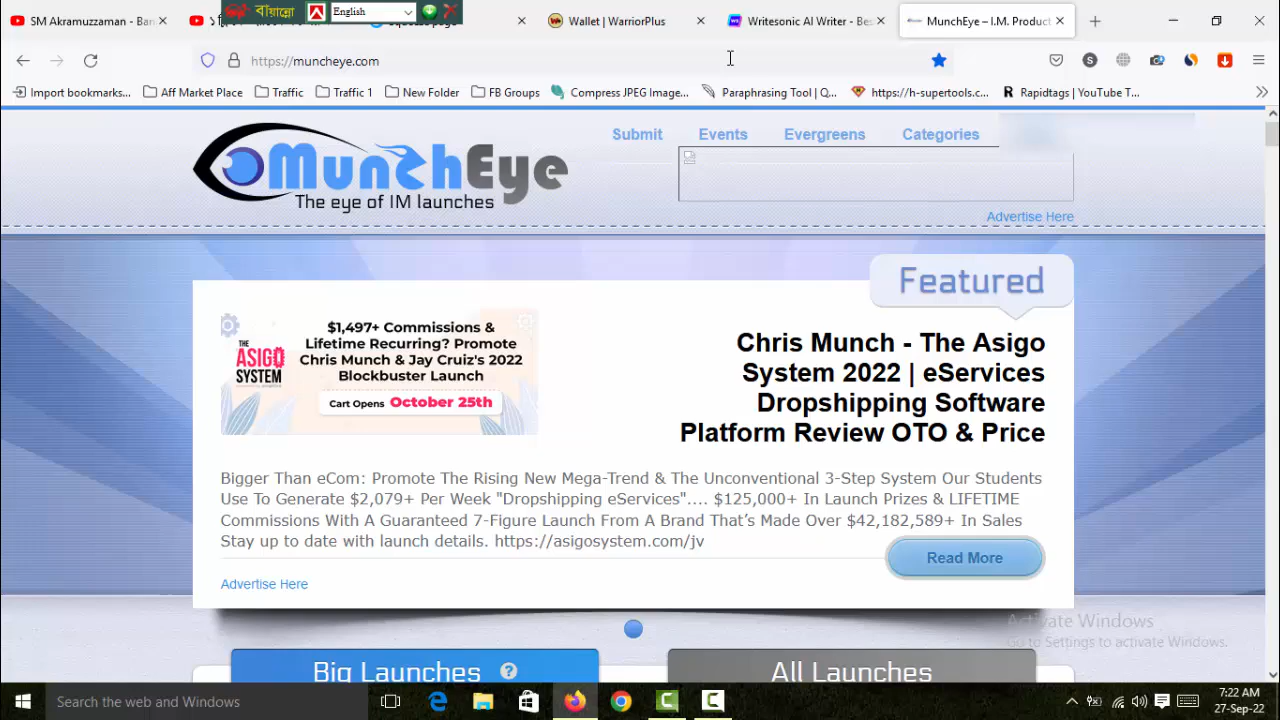 SM Akramuzzaman - Ban
বায়ান্নো
English
Wallet | WarriorPlus
Writesonic AI Writer - Bes
MunchEye – I.M. Product
https://muncheye.com
Import bookmarks...
Aff Market Place
Traffic
Traffic 1
New Folder
FB Groups
Compress JPEG Image...
Paraphrasing Tool | Q...
https://h-supertools.c...
Rapidtags | YouTube T...
MunchEye
The eye of IM launches
Submit
Events
Evergreens
Categories
Advertise Here
Featured
THE
ASIGO
SYSTEM
$1,497+ Commissions &
Lifetime Recurring? Promote
Chris Munch & Jay Cruiz's 2022
Blockbuster Launch
Cart Opens October 25th
Chris Munch - The Asigo
System 2022 | eServices
Dropshipping Software
Platform Review OTO & Price
Bigger Than eCom: Promote The Rising New Mega-Trend & The Unconventional 3-Step System Our Students
Use To Generate $2,079+ Per Week "Dropshipping eServices".... $125,000+ In Launch Prizes & LIFETIME
Commissions With A Guaranteed 7-Figure Launch From A Brand That's Made Over $42,182,589+ In Sales
Stay up to date with launch details. https://asigosystem.com/jv
Read More
Advertise Here
Activate Windows
Go to Settings to activate Windows.
Big Launches ?
All Launches
Search the web and Windows
7:22 AM
27-Sep-22